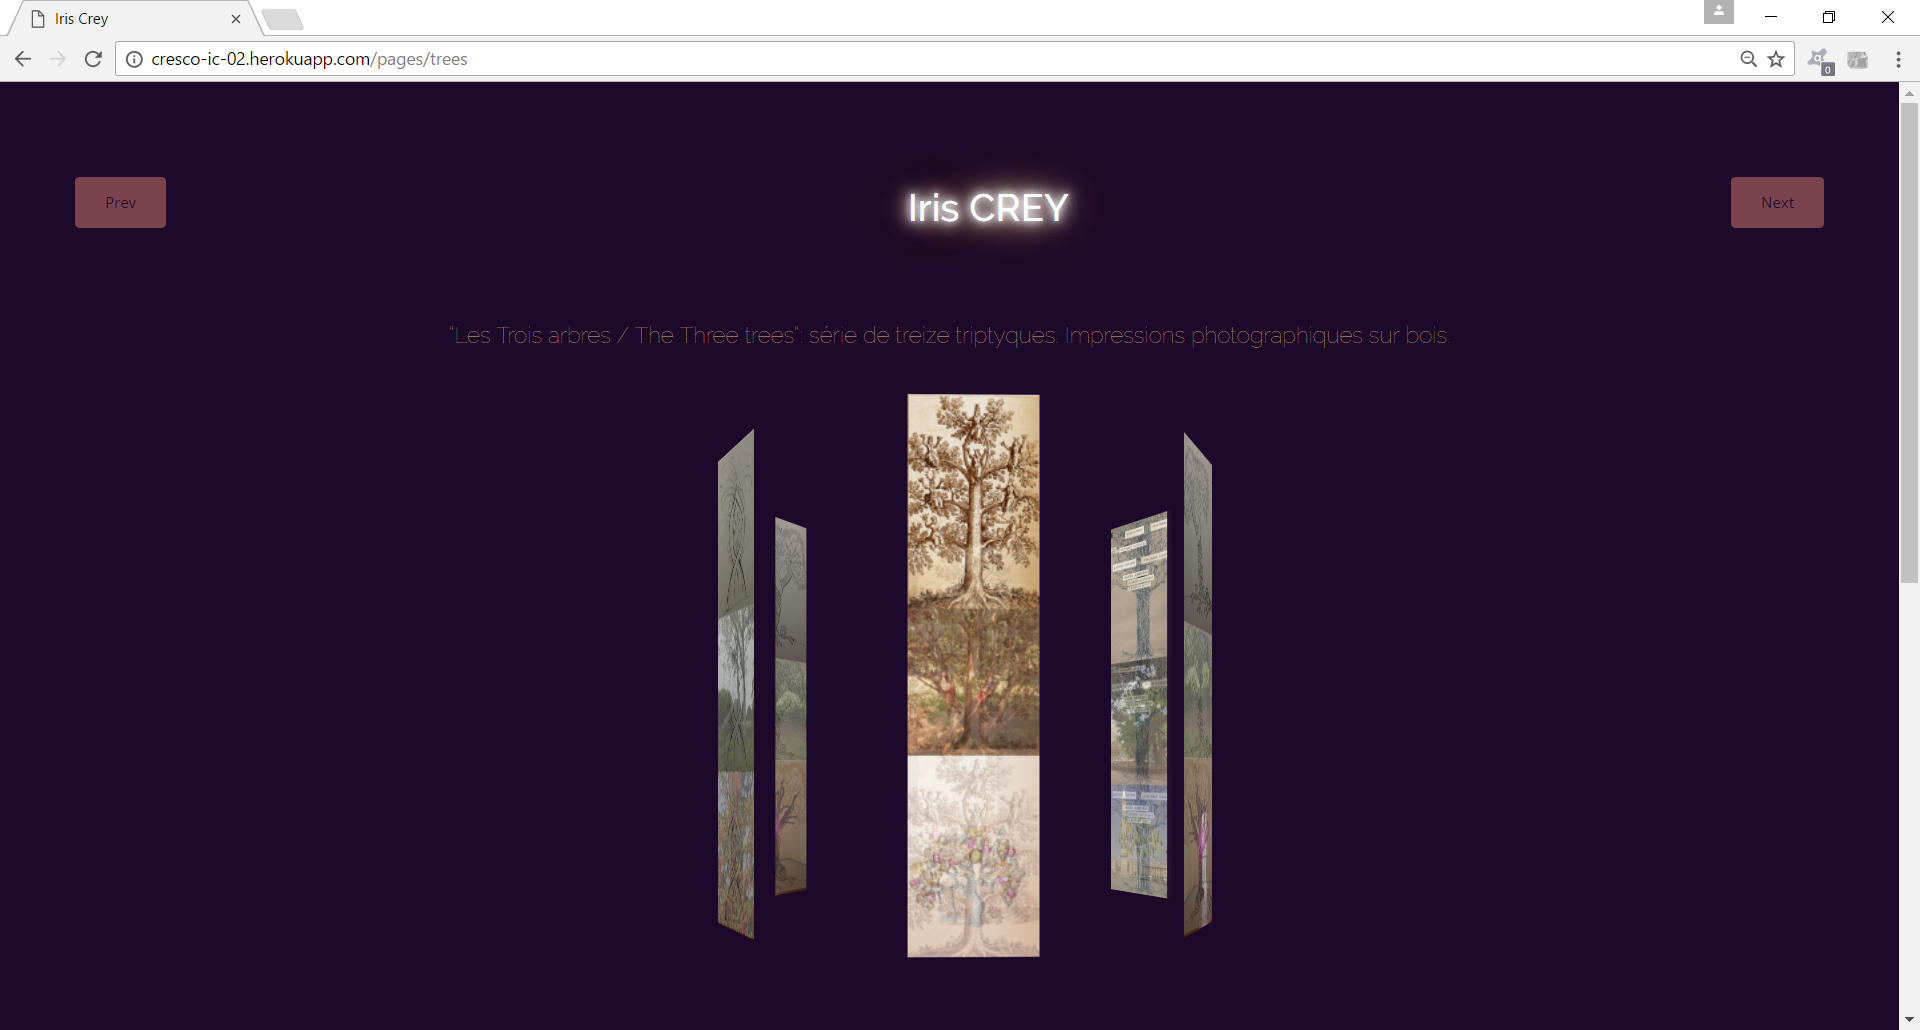 Iris Crey
cresco-ic-02.herokuapp.com/pages/trees
0
Prev
Iris CREY
Next
"Les Trois arbres / The Three trees": série de treize triptyques. Impressions photographiques sur bois.